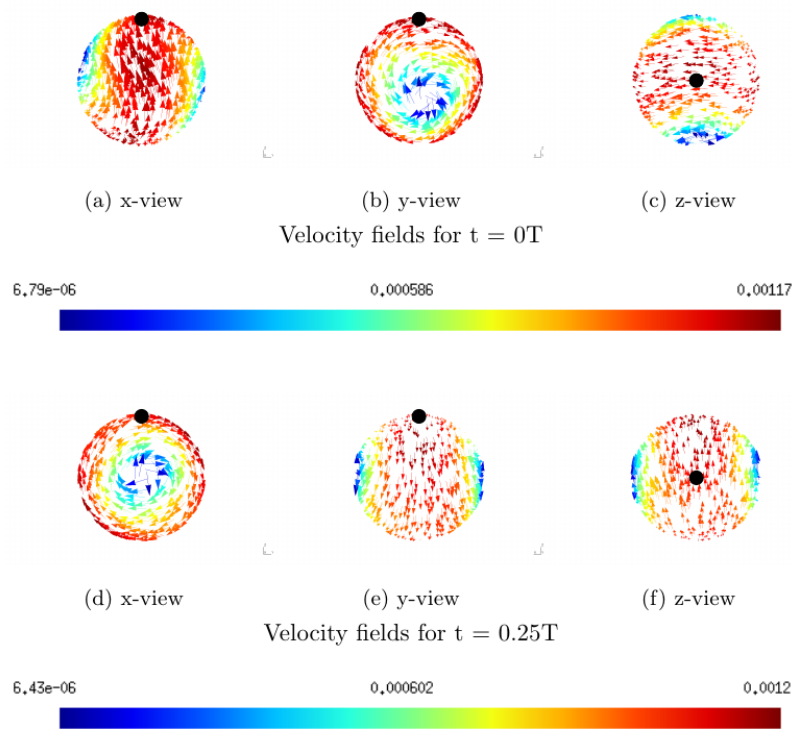 (a) x-view (b) y-view (c) z-view
Velocity fields for t = 0T
6.79e-06 0.000586 0.00117
(d) x-view (e) y-view (f) z-view
Velocity fields for t = 0.25T
6.43e-06 0.000602 0.0012